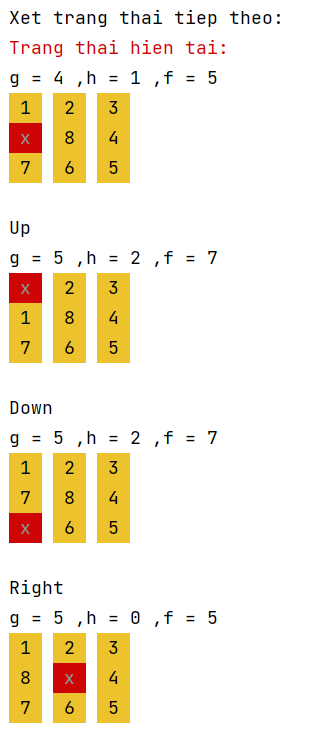 Xet trang thai tiep theo:
Trang thai hien tai:
g = 4 ,h = 1 ,f = 5
1 2 3
x 8 4
7 6 5
Up
g = 5 ,h = 2 ,f = 7
x 2 3
1 8 4
7 6 5
Down
g = 5 ,h = 2 ,f = 7
1 2 3
7 8 4
x 6 5
Right
g = 5 ,h = 0 ,f = 5
1 2 3
8 x 4
7 6 5